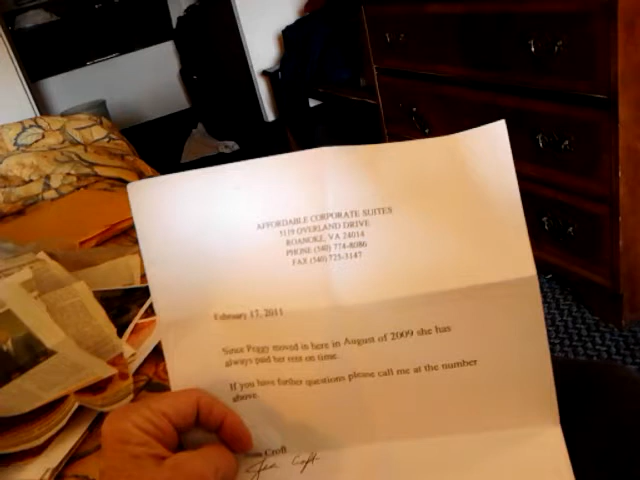 AFFORDABLE CORPORATE SUITES
5119 OVERLAND DRIVE
ROANOKE, VA 24014
PHONE (540) 774-8086
FAX (540) 725-3147
February 17, 2011
Since Peggy moved in here in August of 2009 she has
always paid her rent on time.
If you have further questions please call me at the number
above.
Croft
Croft